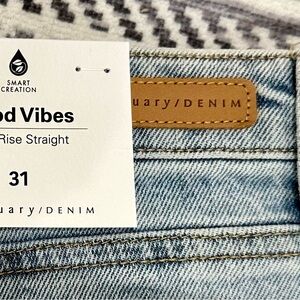 SMART
CREATION
od Vibes
Rise Straight
31
uary/DENIM
uary/DENIM